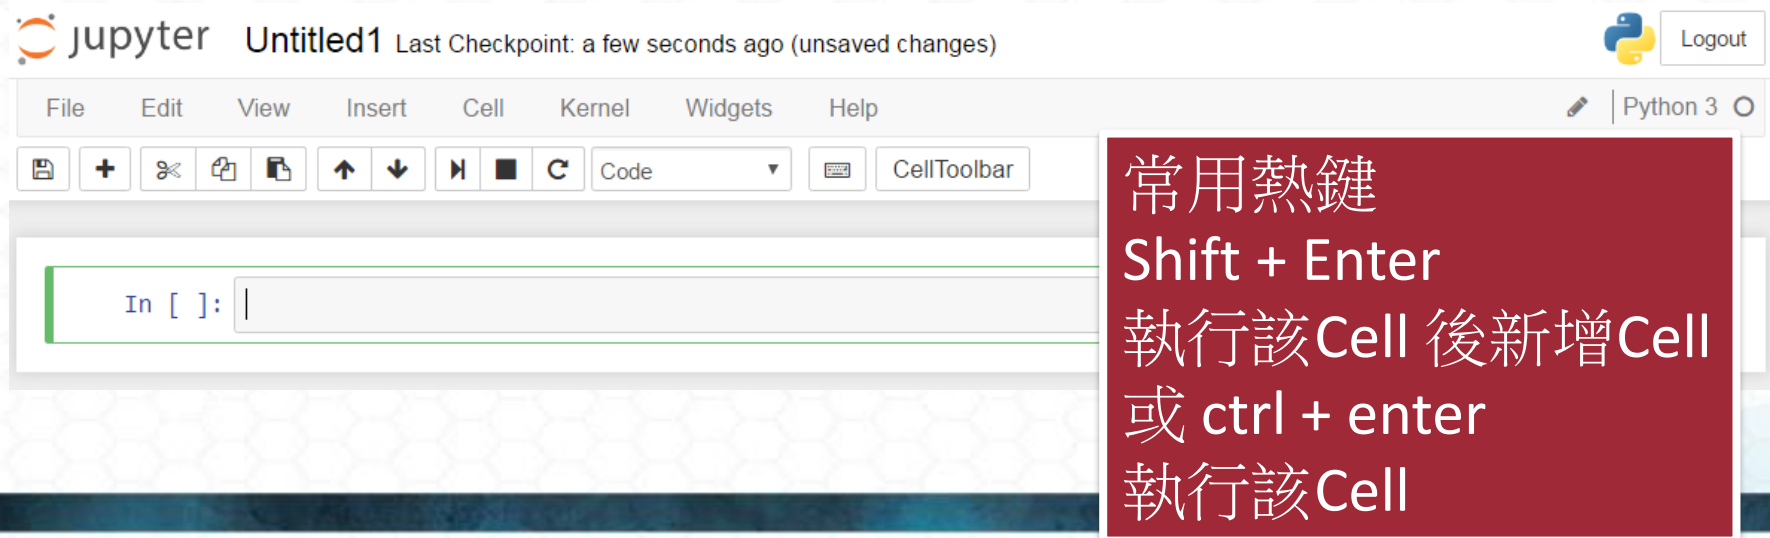 jupyter Untitled1 Last Checkpoint: a few seconds ago (unsaved changes) Logout
File Edit View Insert Cell Kernel Widgets Help Python 3
Code CellToolbar
In [ ]:
常用熱鍵
Shift + Enter
執行該Cell 後新增Cell
或 ctrl + enter
執行該Cell